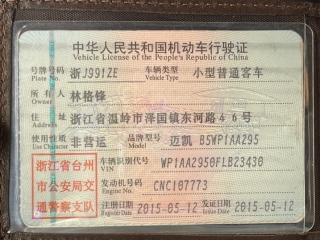 中华人民共和国机动车行驶证
Vehicle License of the People's Republic of China
号牌号码 浙J991ZE 车辆类型 小型普通客车
Plate No. Vehicle Type
所有人 林格锋
Owner
住址 浙江省温岭市泽国镇东河路46号
Address
使用性质 非营运 品牌型号 迈凯 BSWP1AA295
Use Character Model
浙江省台州
市公安局交
通警察支队
车辆识别代号 WP1AA2950FLB23430
VIN
发动机号码 CNC107773
Engine No.
注册日期 2015-05-12 发证日期 2015-05-12
Register Date Issue Date